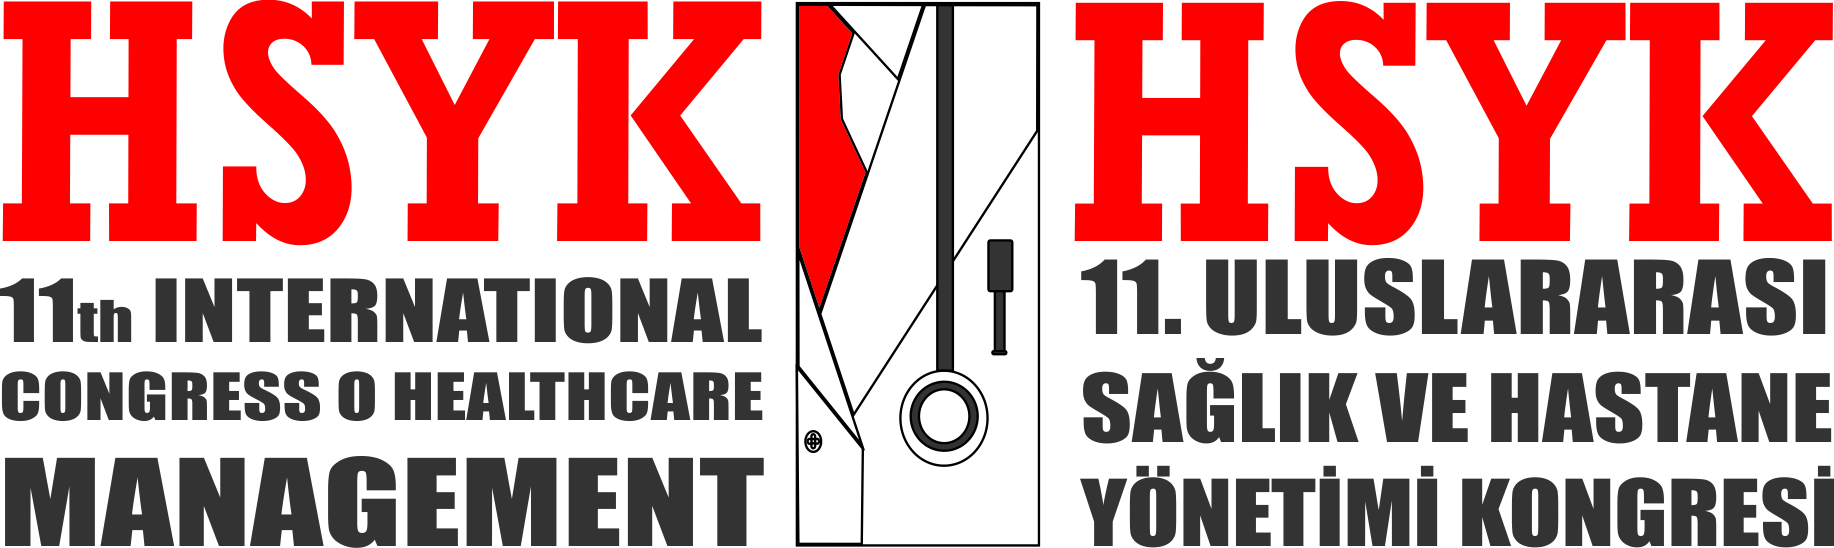 HSYK
11th INTERNATIONAL
CONGRESS O HEALTHCARE
MANAGEMENT
HSYK
11. ULUSLARARASI
SAĞLIK VE HASTANE
YÖNETİMİ KONGRESİ